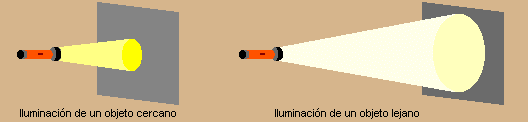 Iluminación de un objeto cercano
Iluminación de un objeto lejano